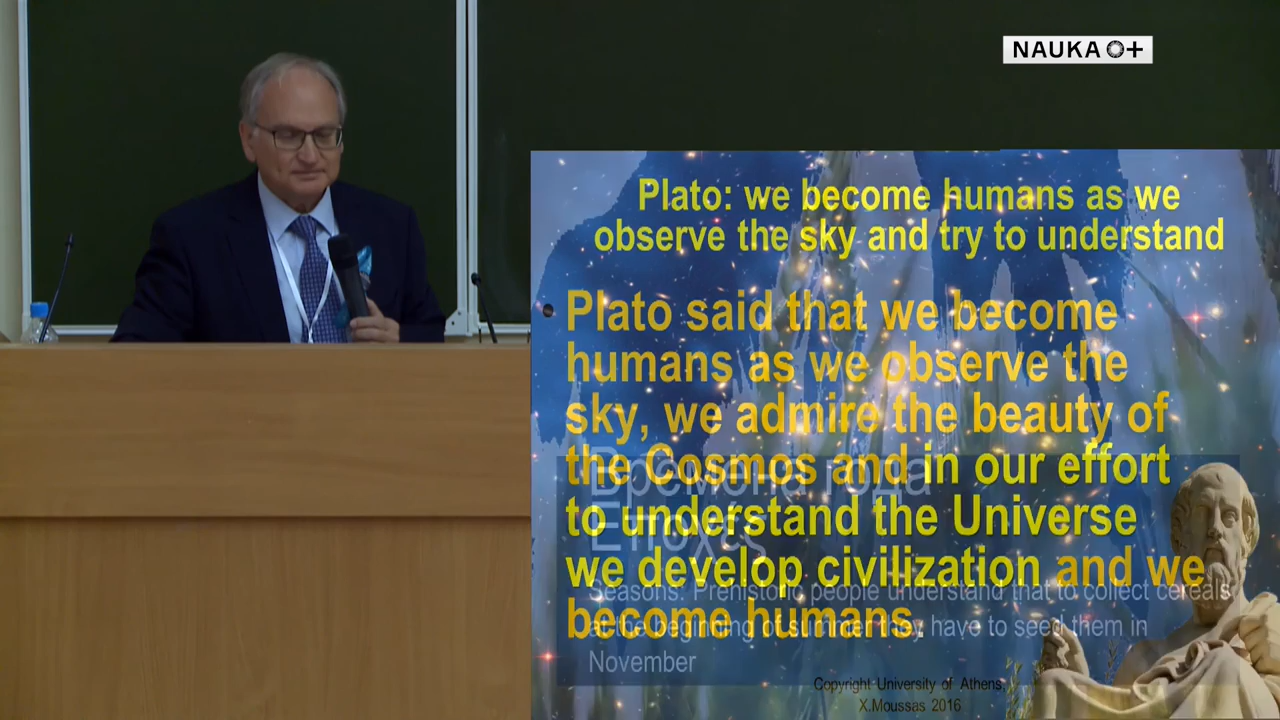 NAUKA O+
Plato: we become humans as we
observe the sky and try to understand
Plato said that we become
humans as we observe the
sky, we admire the beauty of
the Cosmos and in our effort
to understand the Universe
we develop civilization and we
become humans.
Времена года
Εποχές
Seasons: Prehistoric people understand that to collect cereals
at the beginning of summer they have to seed them in
November
Copyright University of Athens,
X.Moussas 2016